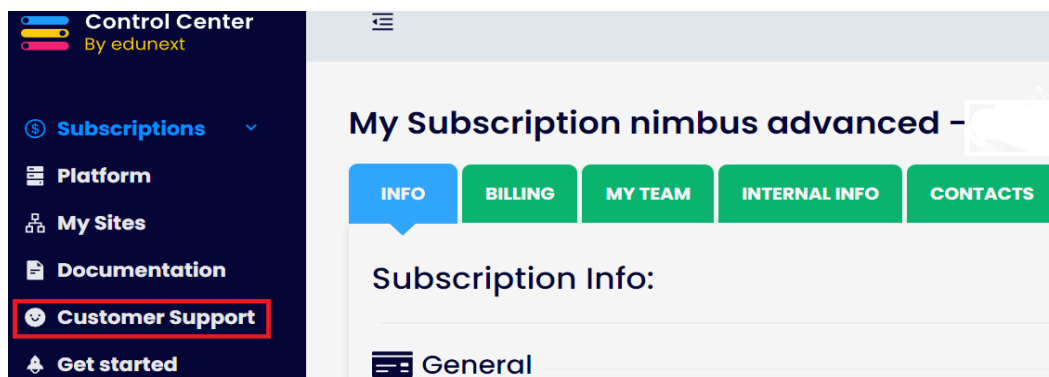 Control Center
By edunext
Subscriptions
Platform
My Sites
Documentation
Customer Support
Get started
My Subscription nimbus advanced –
INFO
BILLING
MY TEAM
INTERNAL INFO
CONTACTS
Subscription Info:
General